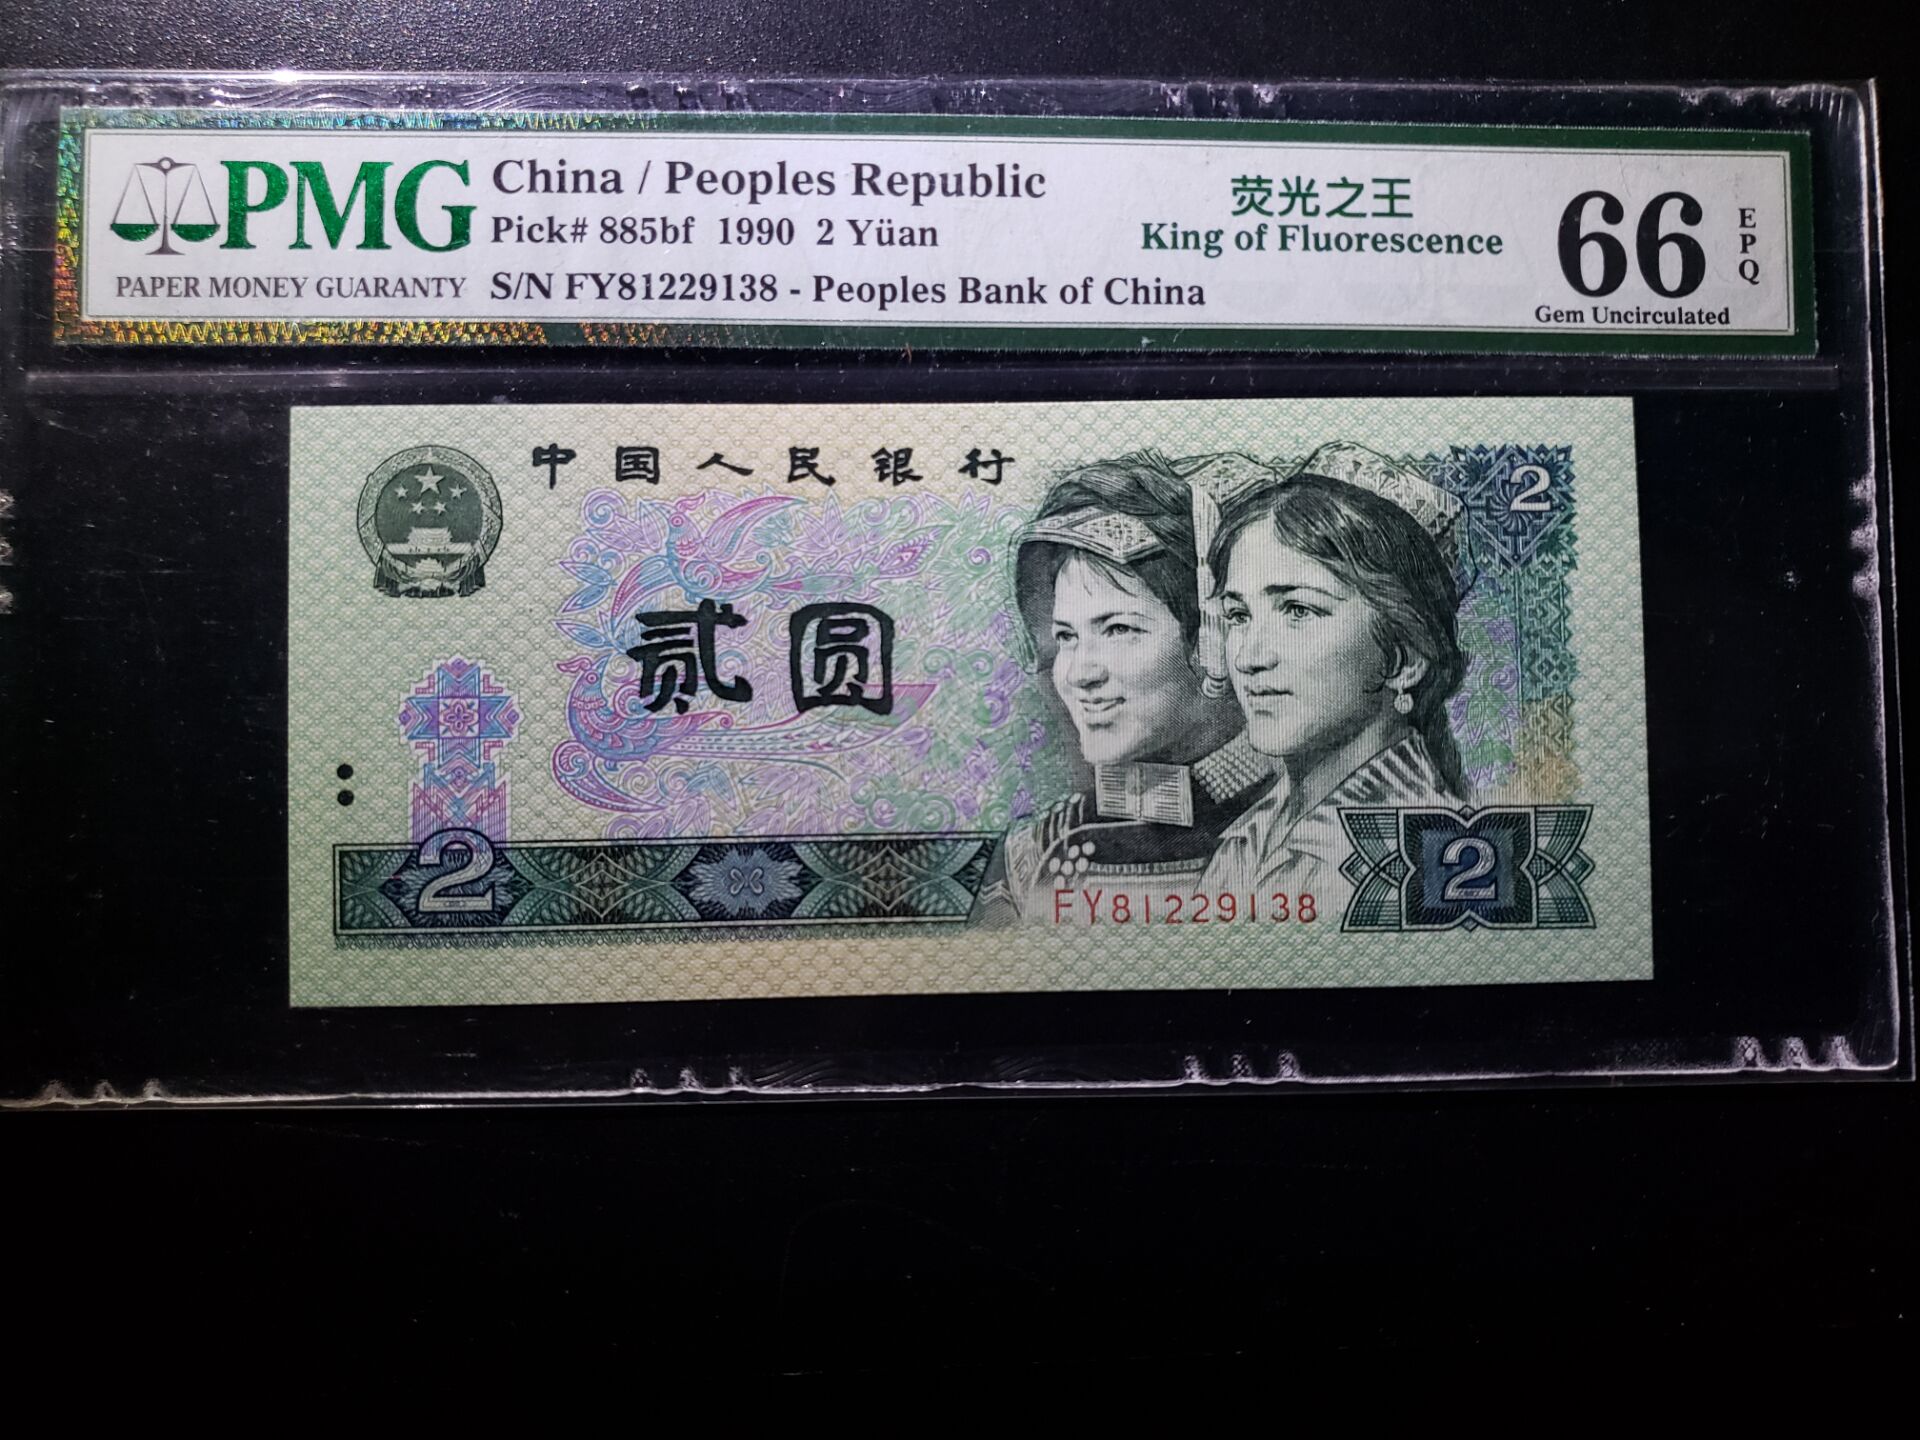 PMG
PAPER MONEY GUARANTY
China / Peoples Republic
Pick# 885bf 1990 2 Yüan
S/N FY81229138 - Peoples Bank of China
荧光之王
King of Fluorescence
66
EPQ
Gem Uncirculated
中国人民银行
2
贰圆
2
FY81229138
2